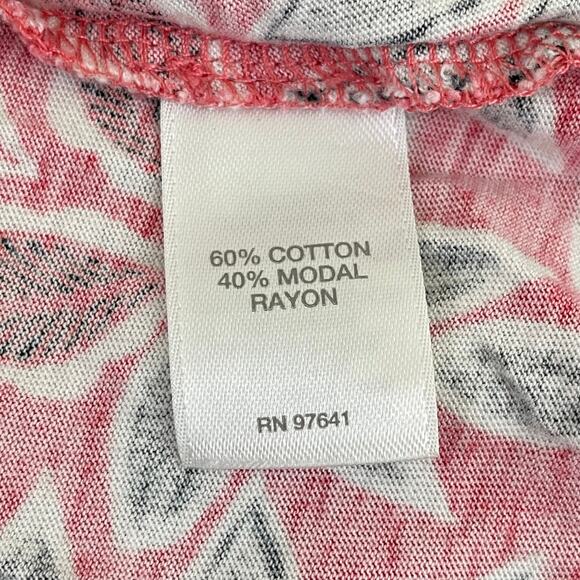 60% COTTON
40% MODAL
RAYON
RN 97641